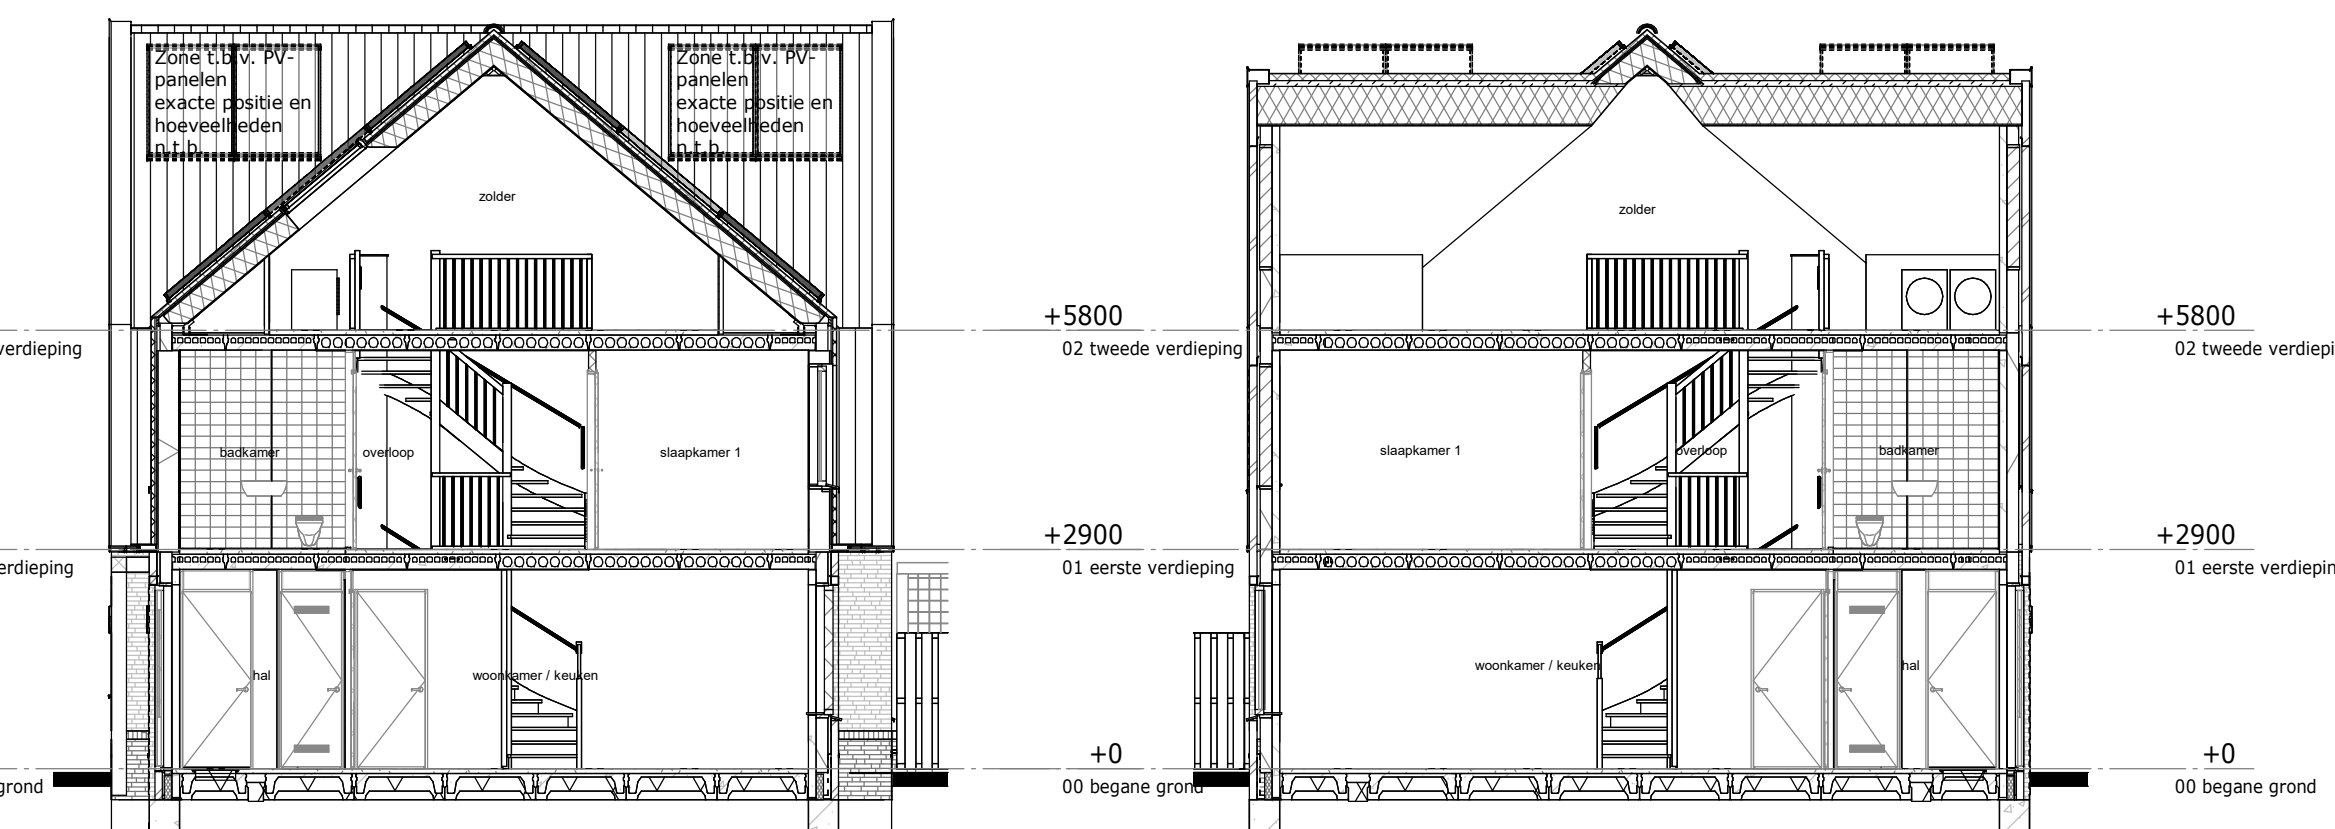 Zone t.b.v. PV-
panelen
exacte positie en
hoeveelheden
n.t.b.
Zone t.b.v. PV-
panelen
exacte positie en
hoeveelheden
n.t.b.
zolder
zolder
+5800
02 tweede verdieping
+5800
02 tweede verdiepi
verdieping
badkamer
overloop
slaapkamer 1
slaapkamer 1
overloop
badkamer
+2900
01 eerste verdieping
+2900
01 eerste verdiepin
erdieping
hal
woonkamer / keuken
woonkamer / keuken
hal
+0
00 begane grond
+0
00 begane grond
grond